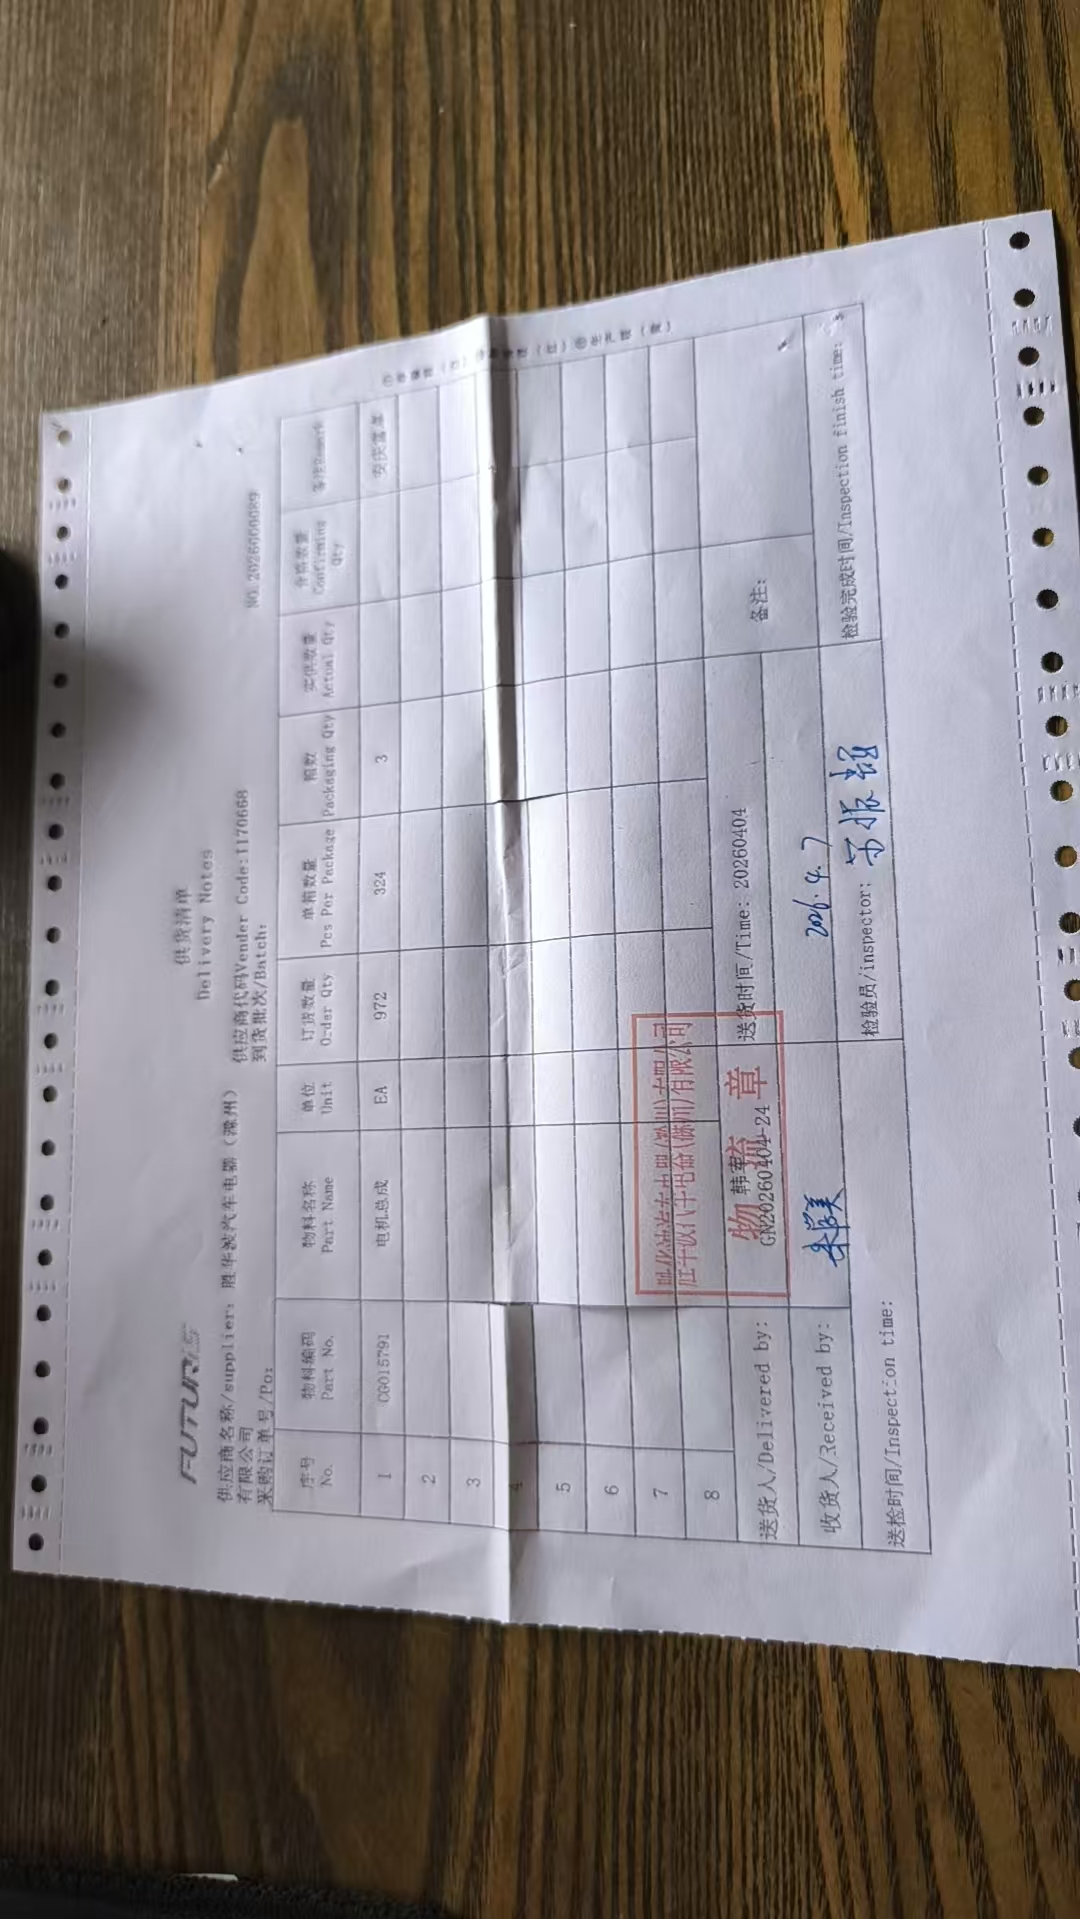 FUTURIS
供货清单
Delivery Notes
供应商名称/supplier: 胜华波汽车电器（滁州）有限公司
供应商代码Vender Code:1170668
NO.2026000089
采购订单号/Po:
到货批次/Batch:
序号 物料编码 物料名称 单位 订货数量 单箱数量 箱数 实供数量 合格数量 备注Remark
No. Part No. Part Name Unit Order Qty Pcs Per Package Packaging Qty Actual Qty Confirming Qty
1 CG015791 电机总成 EA 972 324 3
2
3
4
5
6
7
8
送货人/Delivered by:
GN20260404-24
物流章
送货时间/Time: 20260404
备注:
收货人/Received by:
2026.4.7
送检时间/Inspection time:
检验员/inspector:
检验完成时间/Inspection finish time: